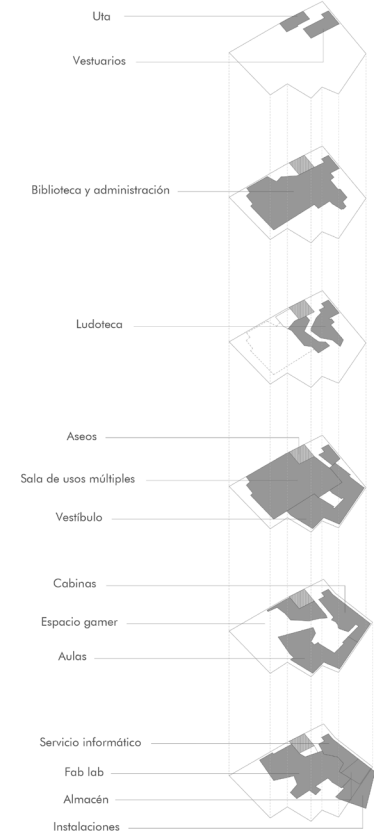 Uta
Vestuarios
Biblioteca y administración
Ludoteca
Aseos
Sala de usos múltiples
Vestíbulo
Cabinas
Espacio gamer
Aulas
Servicio informático
Fab lab
Almacén
Instalaciones